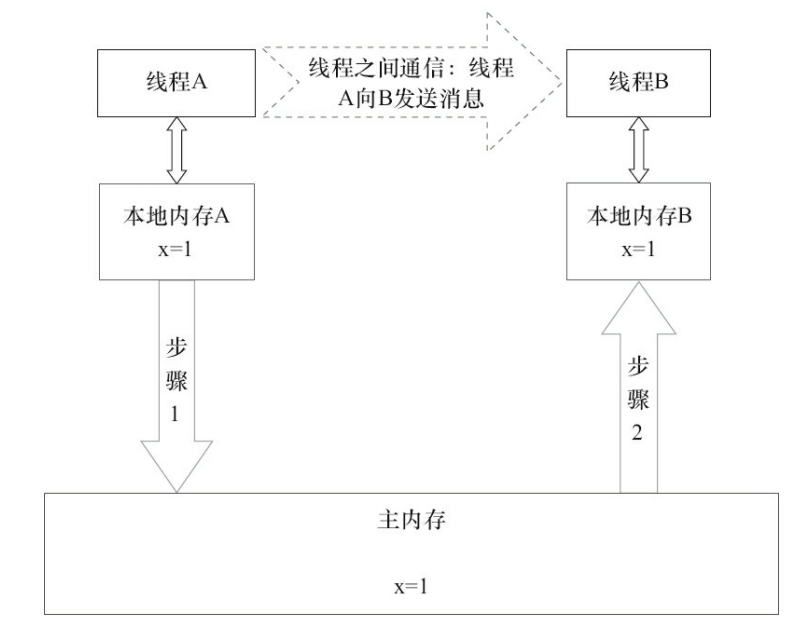 线程A
线程之间通信：线程
A向B发送消息
线程B
本地内存A
x=1
本地内存B
x=1
步
骤
1
步
骤
2
主内存
x=1